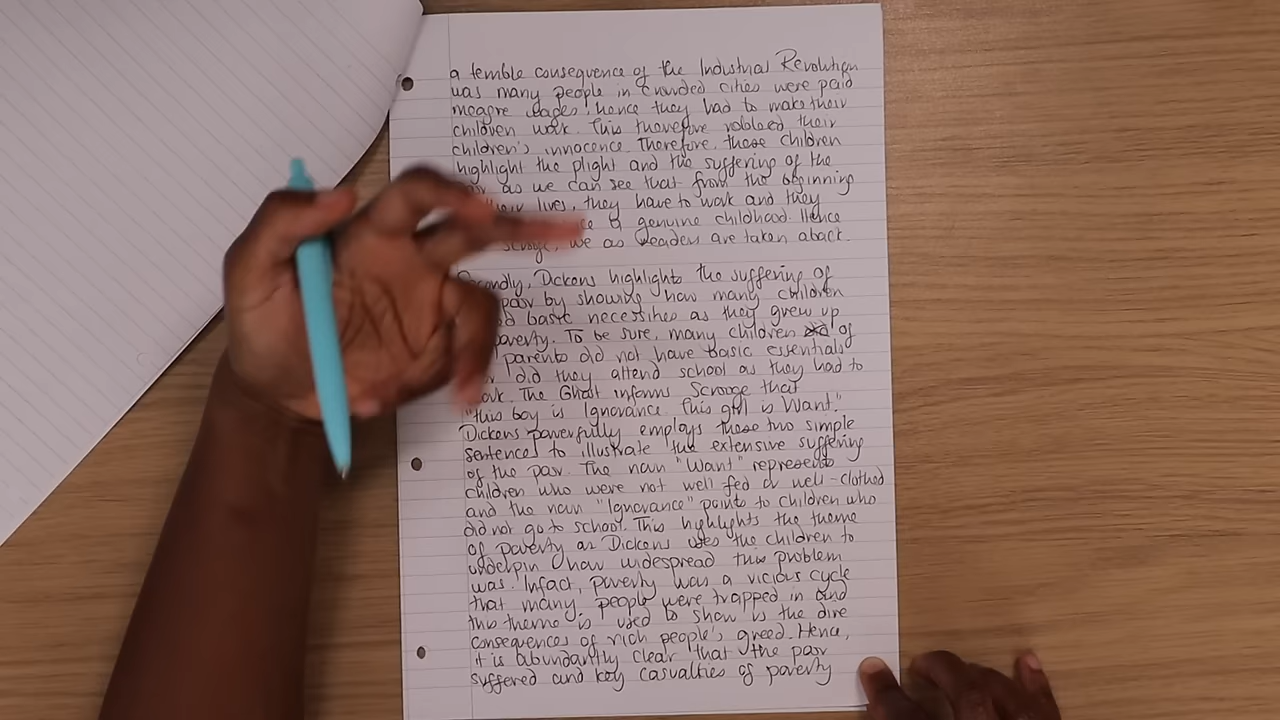 a terrible consequence of the Industrial Revolution
was many people in crowded cities were paid
meagre wages, hence they had to make their
children work. This therefore robbed their
children's innocence. Therefore, these children
highlight the plight and the suffering of the
as we can see that from the beginning
their lives, they have to work and they
a genuine childhood. Hence
Scrooge, we as readers are taken aback.
Secondly, Dickens highlights the suffering of
poor by showing how many children
basic necessities as they grew up
poverty. To be sure, many children of
parents did not have basic essentials
did they attend school as they had to
work. The Ghost informs Scrooge that
"this boy is Ignorance. This girl is Want."
Dickens powerfully employs these two simple
sentences to illustrate the extensive suffering
of the poor. The noun "Want" represents
children who were not well fed or well-clothed
and the noun "Ignorance" points to children who
did not go to school. This highlights the theme
of poverty as Dickens uses the children to
underpin how widespread this problem
was. Infact, poverty was a vicious cycle
that many people were trapped in and
this theme is used to show us the dire
consequences of rich people's greed. Hence,
it is abundantly clear that the poor
suffered and key casualties of poverty